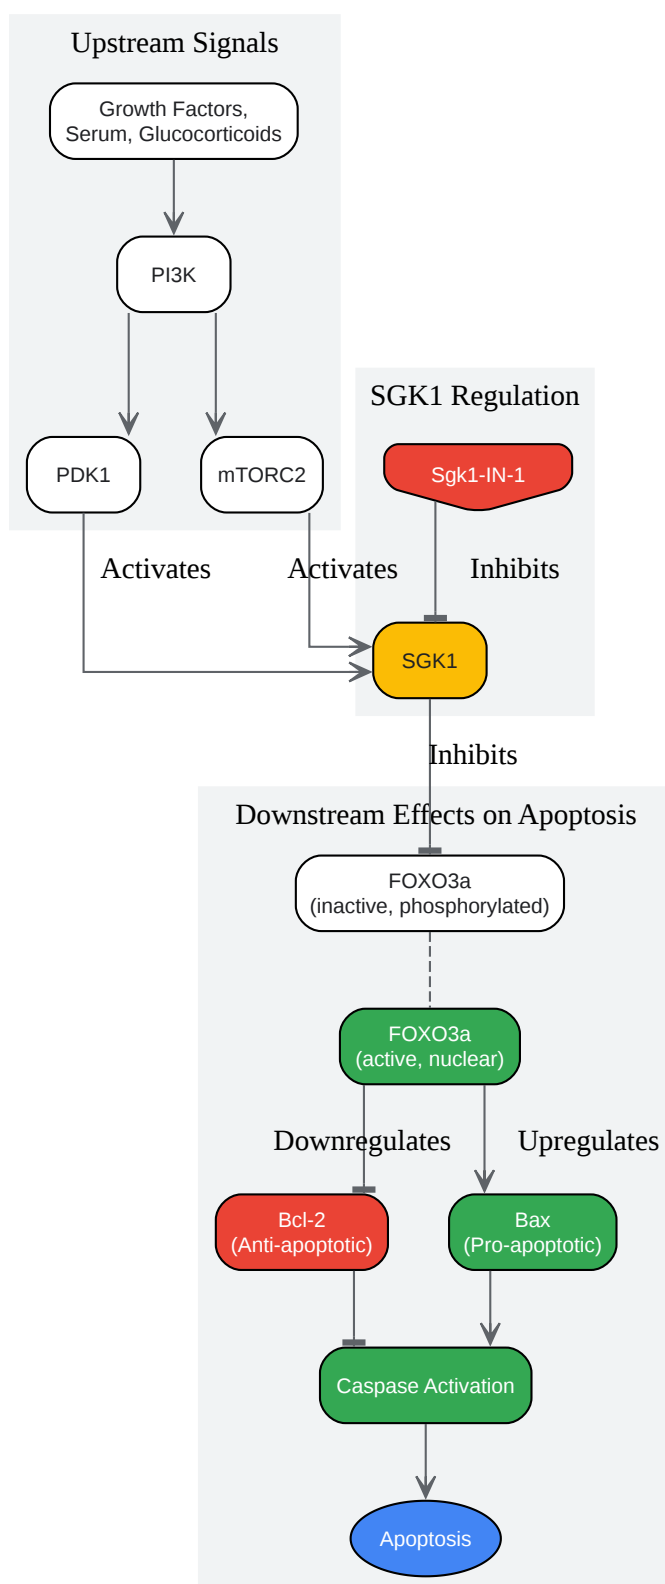 Upstream Signals
Growth Factors,
Serum, Glucocorticoids
PI3K
SGK1 Regulation
PDK1
mTORC2
Sgk1-IN-1
Activates
Activates
Inhibits
SGK1
Inhibits
Downstream Effects on Apoptosis
FOXO3a
(inactive, phosphorylated)
FOXO3a
(active, nuclear)
Downregulates
Upregulates
Bcl-2
(Anti-apoptotic)
Bax
(Pro-apoptotic)
Caspase Activation
Apoptosis